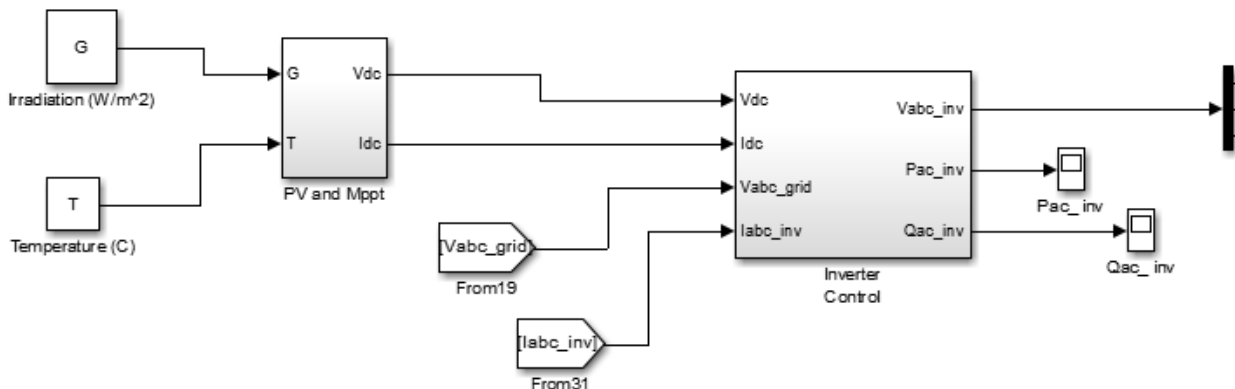 G
Irradiation (W/m^2)
T
Temperature (C)
G
T
Vdc
Idc
PV and Mppt
[Vabc_grid]
From19
[Iabc_inv]
From31
Vdc
Idc
Vabc_grid
Iabc_inv
Vabc_inv
Pac_inv
Qac_inv
Inverter
Control
Pac_ inv
Qac_ inv